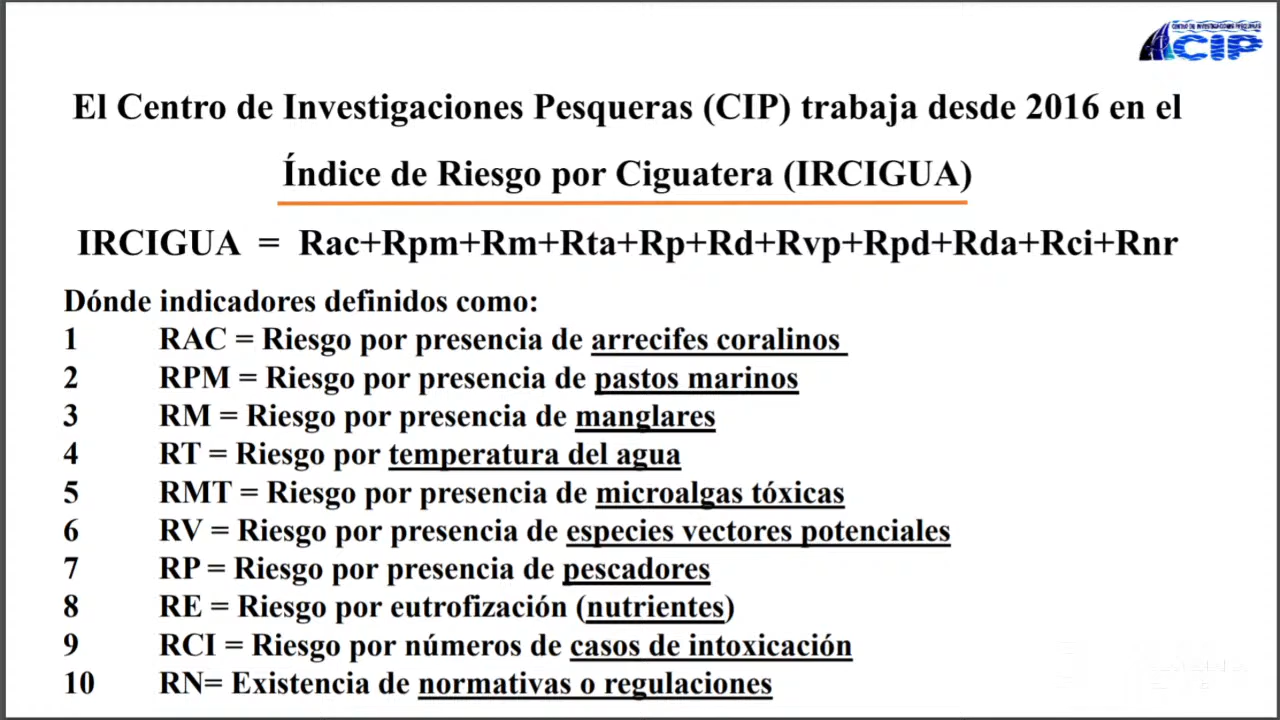 CENTRO DE INVESTIGACIONES PESQUERAS
CIP
El Centro de Investigaciones Pesqueras (CIP) trabaja desde 2016 en el
Índice de Riesgo por Ciguatera (IRCIGUA)
IRCIGUA = Rac+Rpm+Rm+Rta+Rp+Rd+Rvp+Rpd+Rda+Rci+Rnr
Dónde indicadores definidos como:
1 RAC = Riesgo por presencia de arrecifes coralinos
2 RPM = Riesgo por presencia de pastos marinos
3 RM = Riesgo por presencia de manglares
4 RT = Riesgo por temperatura del agua
5 RMT = Riesgo por presencia de microalgas tóxicas
6 RV = Riesgo por presencia de especies vectores potenciales
7 RP = Riesgo por presencia de pescadores
8 RE = Riesgo por eutrofización (nutrientes)
9 RCI = Riesgo por números de casos de intoxicación
10 RN= Existencia de normativas o regulaciones